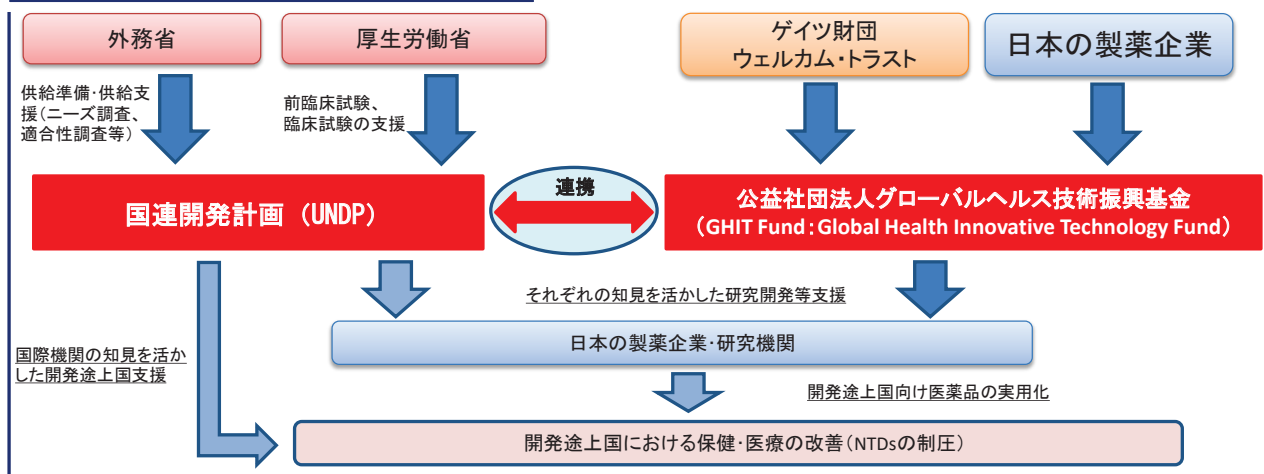 外務省
厚生労働省
ゲイツ財団
ウェルカム・トラスト
日本の製薬企業
供給準備・供給支
援(ニーズ調査、
適合性調査等)
前臨床試験、
臨床試験の支援
国連開発計画 (UNDP)
連携
公益社団法人グローバルヘルス技術振興基金
(GHIT Fund:Global Health Innovative Technology Fund)
それぞれの知見を活かした研究開発等支援
日本の製薬企業・研究機関
国際機関の知見を活か
した開発途上国支援
開発途上国向け医薬品の実用化
開発途上国における保健・医療の改善(NTDsの制圧)